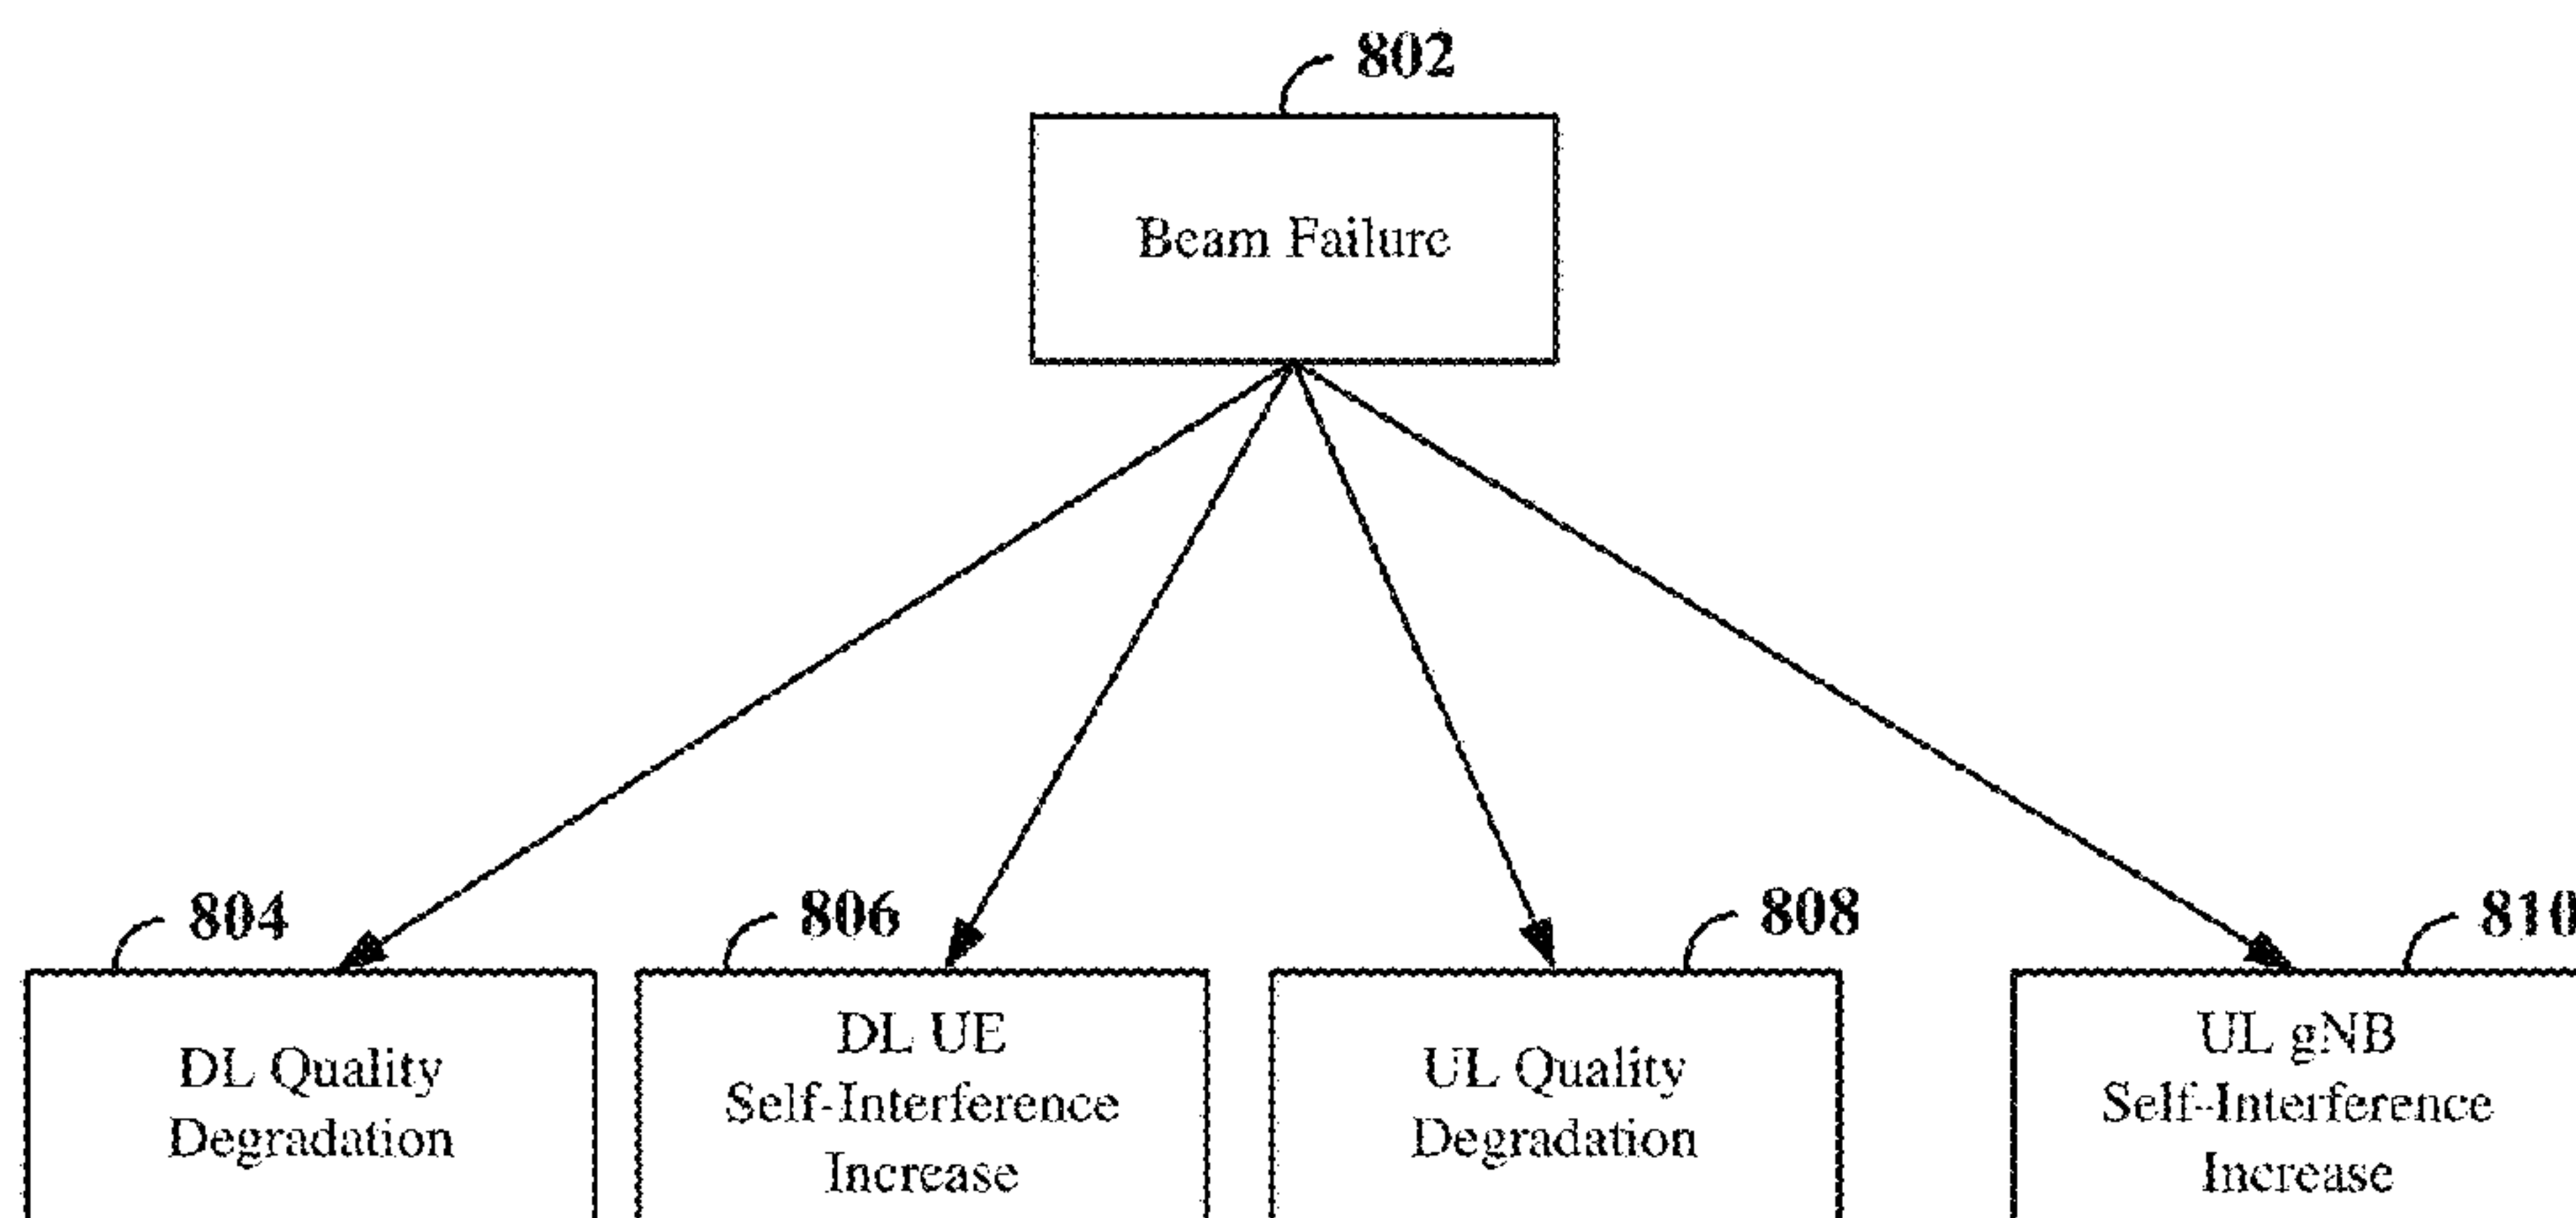 802
Beam Failure
804
806
808
810
DL Quality
Degradation
DL UE
Self-Interference
Increase
UL Quality
Degradation
UL gNB
Self-Interference
Increase